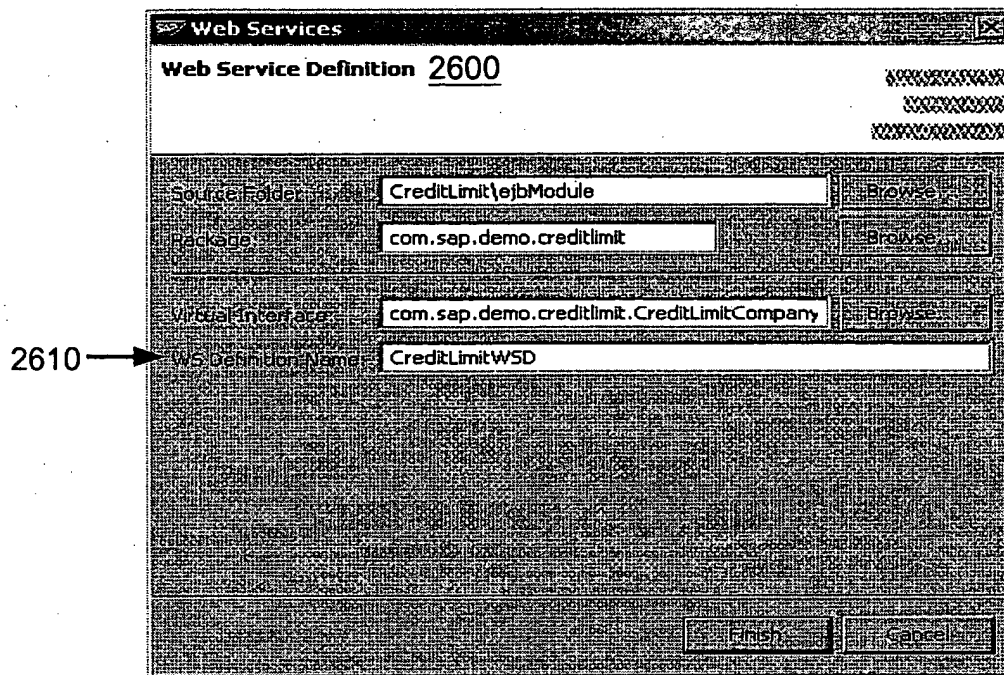 Web Services
Web Service Definition 2600
Source Folder CreditLimit\ejbModule Browse...
Package: com.sap.demo.creditlimit Browse...
Virtual Interface: com.sap.demo.creditlimit.CreditLimitCompany Browse...
2610 WS Definition Name: CreditLimitWSD
Finish Cancel